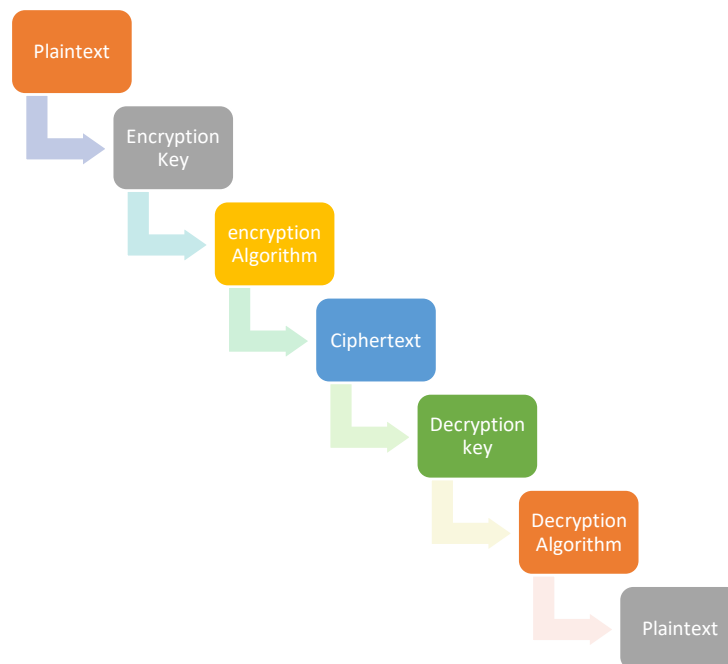 Plaintext
Encryption
Key
encryption
Algorithm
Ciphertext
Decryption
key
Decryption
Algorithm
Plaintext